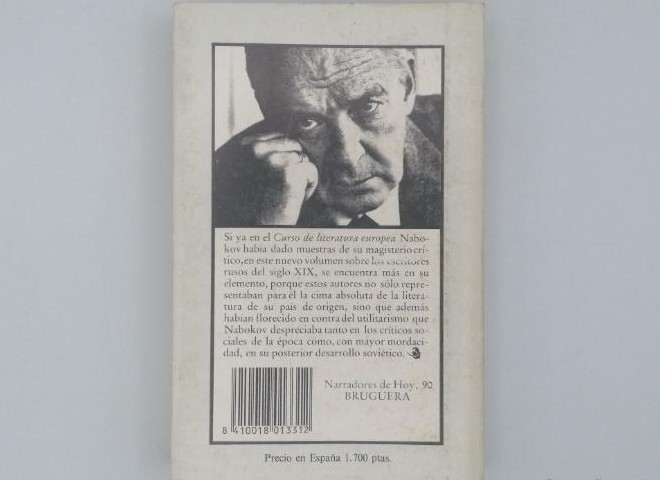 Si ya en el Curso de literatura europea Nabo-
kov había dado muestras de su magisterio crí-
tico, en este nuevo volumen sobre los escritores
rusos del siglo XIX, se encuentra más en su
elemento, porque estos autores no sólo repre-
sentaban para él la cima absoluta de la litera-
tura de su país de origen, sino que además
habían florecido en contra del utilitarismo que
Nabokov despreciaba tanto en los críticos so-
ciales de la época como, con mayor mordaci-
dad, en su posterior desarrollo soviético.
Narradores de Hoy, 90
BRUGUERA
8 410018 013312
Precio en España 1.700 ptas.